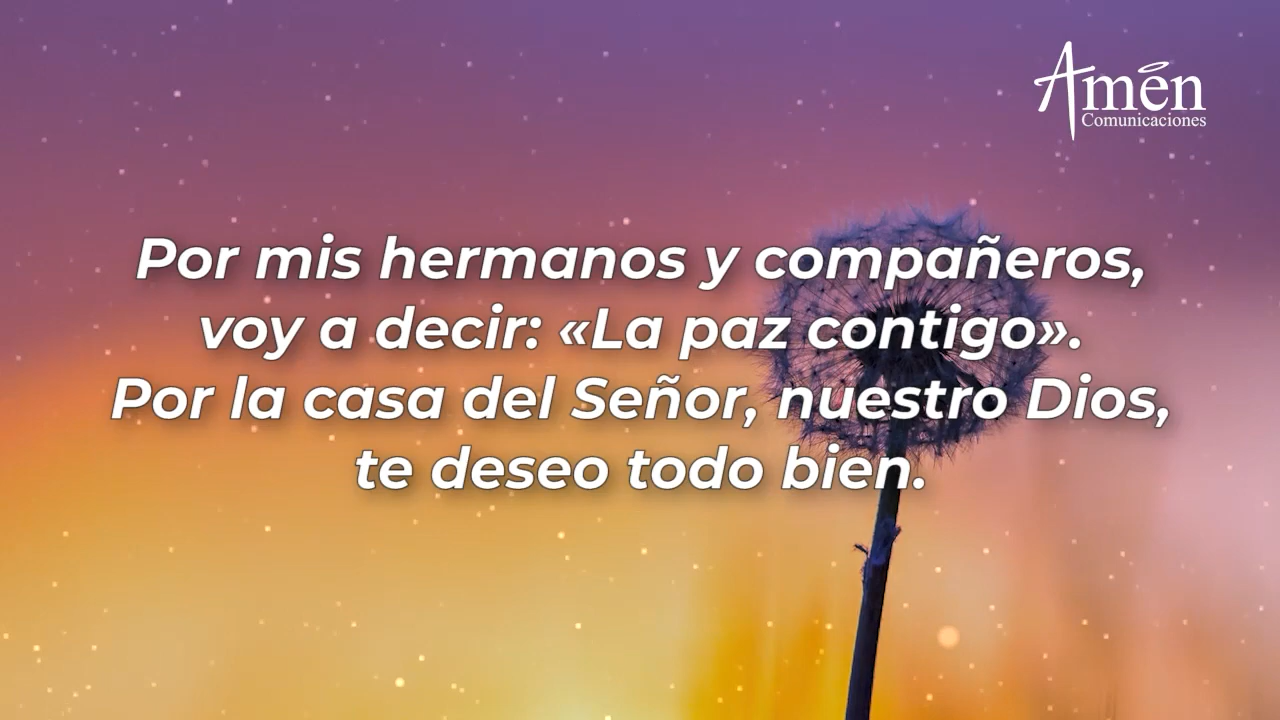 Amén
Comunicaciones
Por mis hermanos y compañeros,
voy a decir: «La paz contigo».
Por la casa del Señor, nuestro Dios,
te deseo todo bien.